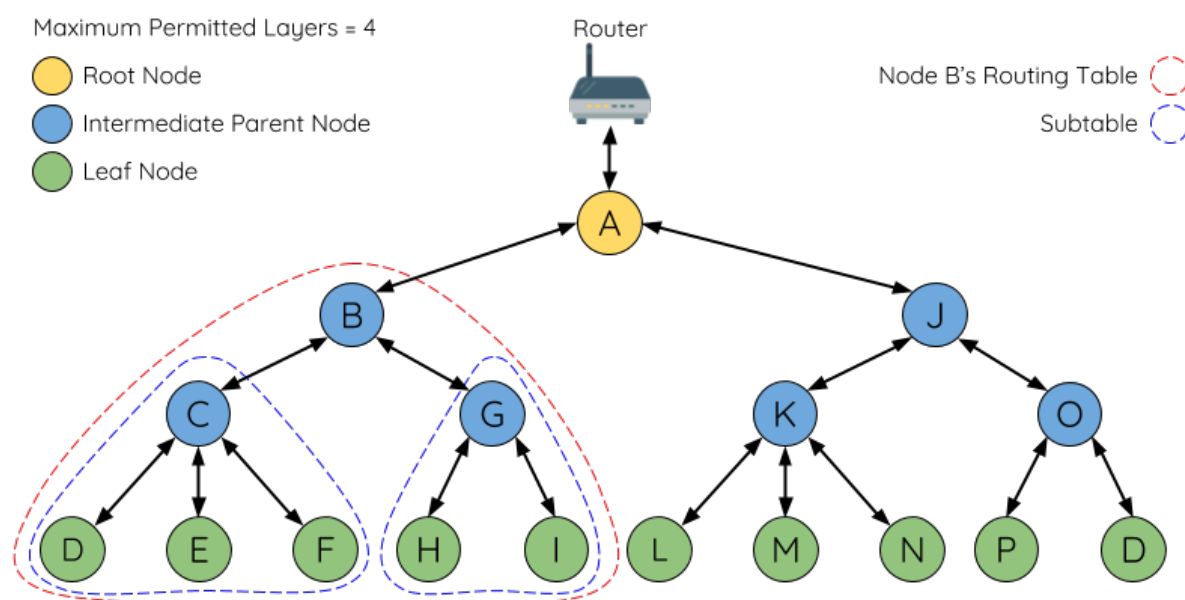 Maximum Permitted Layers = 4
Router
Root Node
Node B's Routing Table
Intermediate Parent Node
Subtable
Leaf Node
A
B
J
C
G
K
O
D
E
F
H
I
L
M
N
P
D